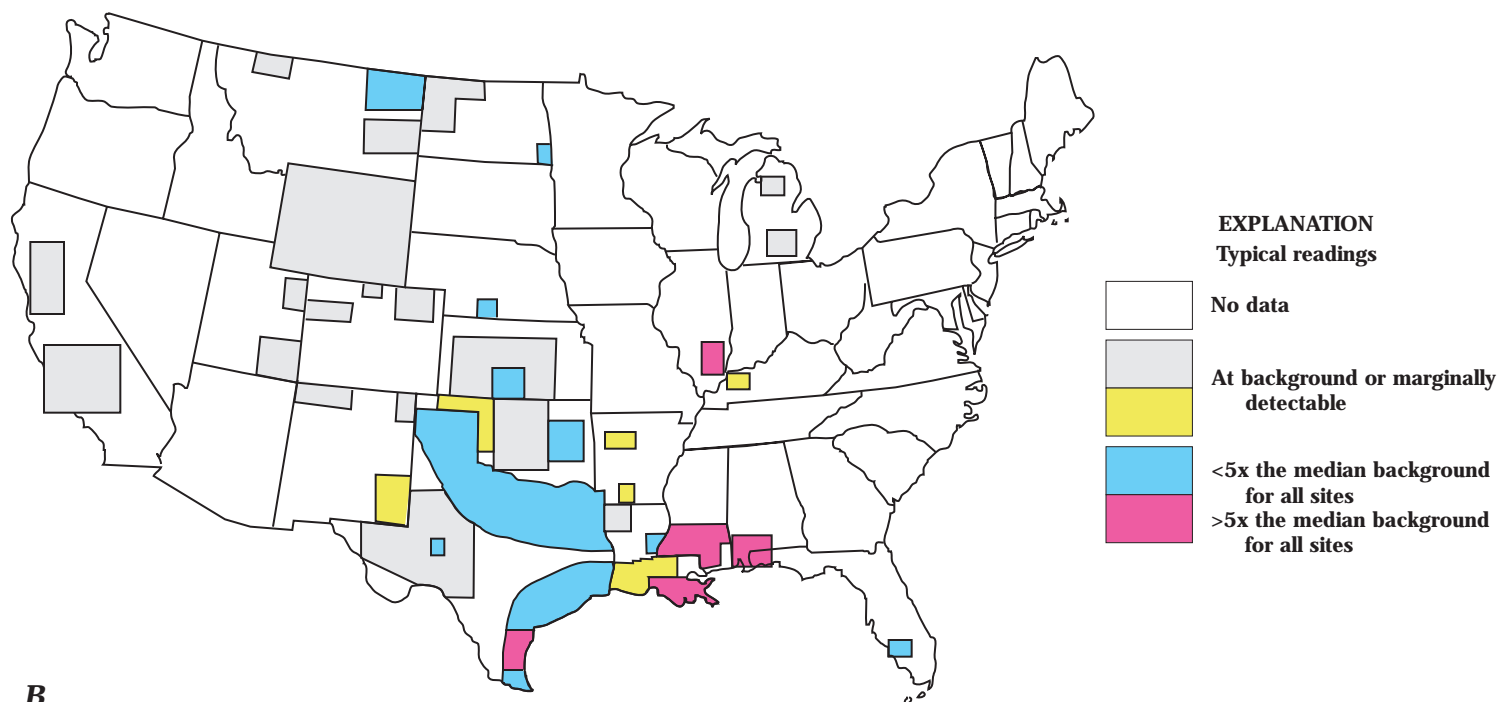 EXPLANATION
Typical readings
No data
At background or marginally
detectable
<5x the median background
for all sites
>5x the median background
for all sites
B